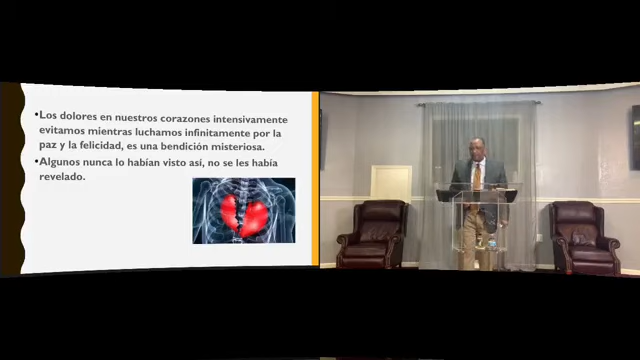 •Los dolores en nuestros corazones intensivamente
evitamos mientras luchamos infinitamente por la
paz y la felicidad, es una bendición misteriosa.
•Algunos nunca lo habían visto así, no se les había
revelado.